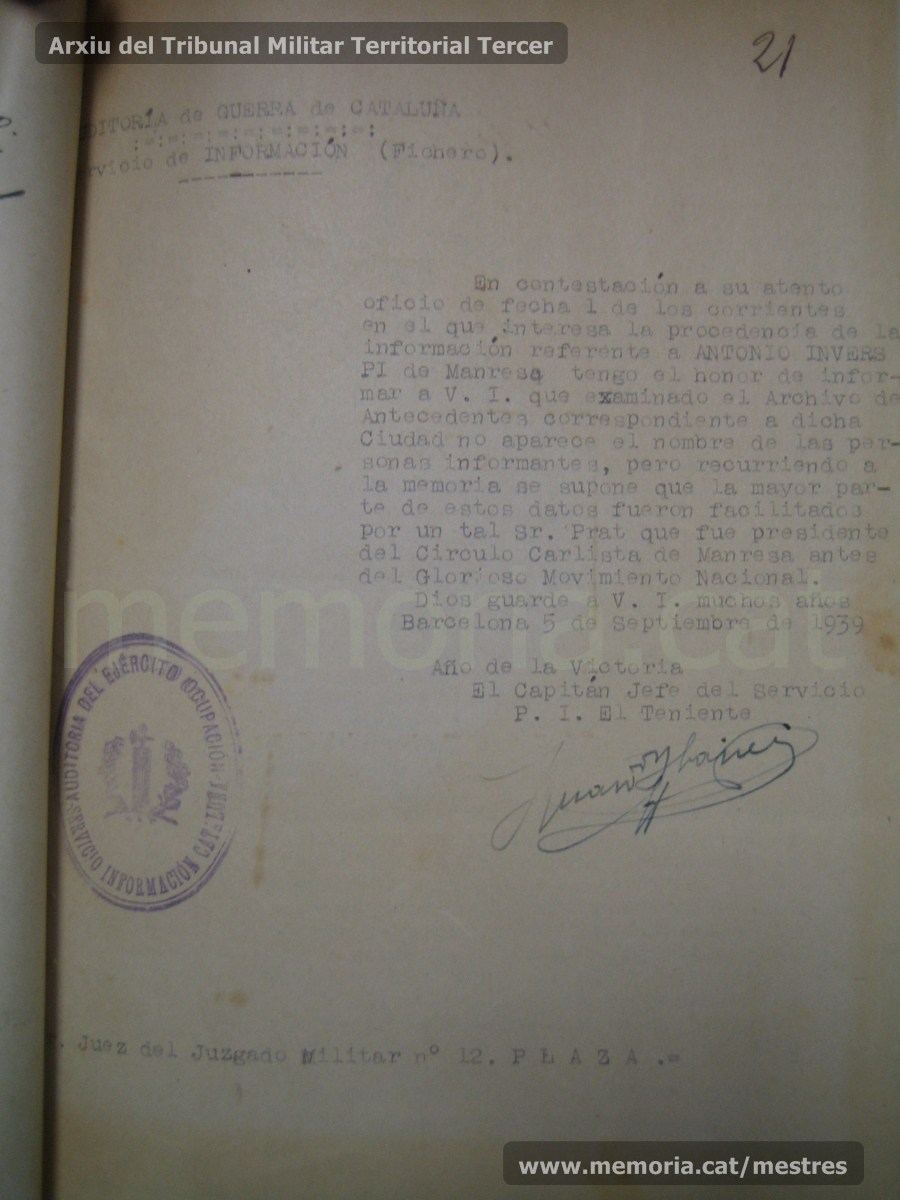 Arxiu del Tribunal Militar Territorial Tercer
21
DITORÍA de GUERRA de CATALUÑA
:=:=:=:=:=:=:=:=:=:=:
rvicio de INFORMACIÓN (Fichero).
En contestación a su atento
oficio de fecha 1 de los corrientes
en el que interesa la procedencia de la
información referente a ANTONIO INVERS
PI de Manresa tengo el honor de infor-
mar a V. I. que examinado el Archivo de
Antecedentes correspondiente a dicha
Ciudad no aparece el nombre de las per-
sonas informantes, pero recurriendo a
la memoria se supone que la mayor par-
te de estos datos fueron facilitados
por un tal Sr. Prat que fue presidente
del Circulo Carlista de Manresa antes
del Glorioso Movimiento Nacional.
Dios guarde a V. I. muchos años
Barcelona 5 de Septiembre de 1939
Año de la Victoria
El Capitán Jefe del Servicio
P. I. El Teniente
Juan Ybañez
AUDITORIA DEL EJÉRCITO OCUPACIÓN
SERVICIO INFORMACIÓN CATALUÑA
memoria.cat
. Juez del Juzgado Militar nº 12. P L A Z A .=
www.memoria.cat/mestres